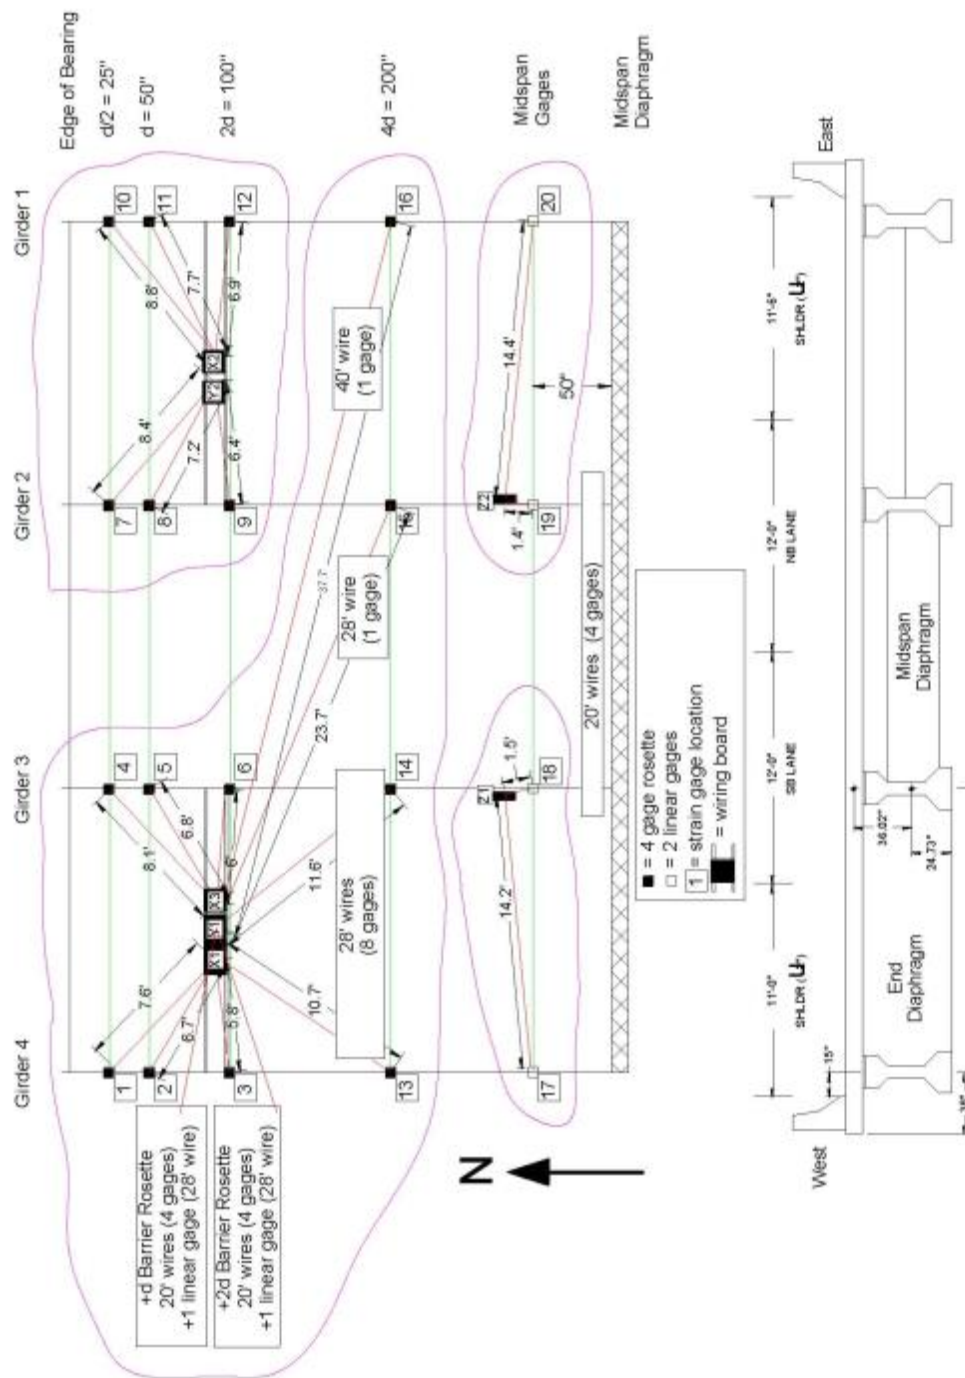 Girder 4
Girder 3
Girder 2
Girder 1
Edge of Bearing
d/2 = 25"
d = 50"
2d = 100"
4d = 200"
Midspan
Gages
Midspan
Diaphragm
1
4
7
10
2
5
8
11
3
6
9
12
13
14
15
16
17
18
19
20
X1
Y1
X3
Y2
X2
Z1
Z2
7.6'
8.1'
8.4'
8.6'
6.7'
6.8'
7.2'
7.7'
5.8'
6'
6.4'
6.9'
10.7'
11.6'
23.7'
37.7'
14.2'
1.5'
1.4'
14.4'
50"
+d Barrier Rosette
20' wires (4 gages)
+1 linear gage (28' wire)
+2d Barrier Rosette
20' wires (4 gages)
+1 linear gage (28' wire)
28' wires
(8 gages)
28' wire
(1 gage)
40' wire
(1 gage)
20' wires (4 gages)
N
= 4 gage rosette
= 2 linear gages
1 = strain gage location
= wiring board
West
East
11'-0"
12'-0"
12'-0"
11'-6"
SHLDR
SB LANE
NB LANE
SHLDR
15"
36.02"
24.73"
End
Diaphragm
Midspan
Diaphragm